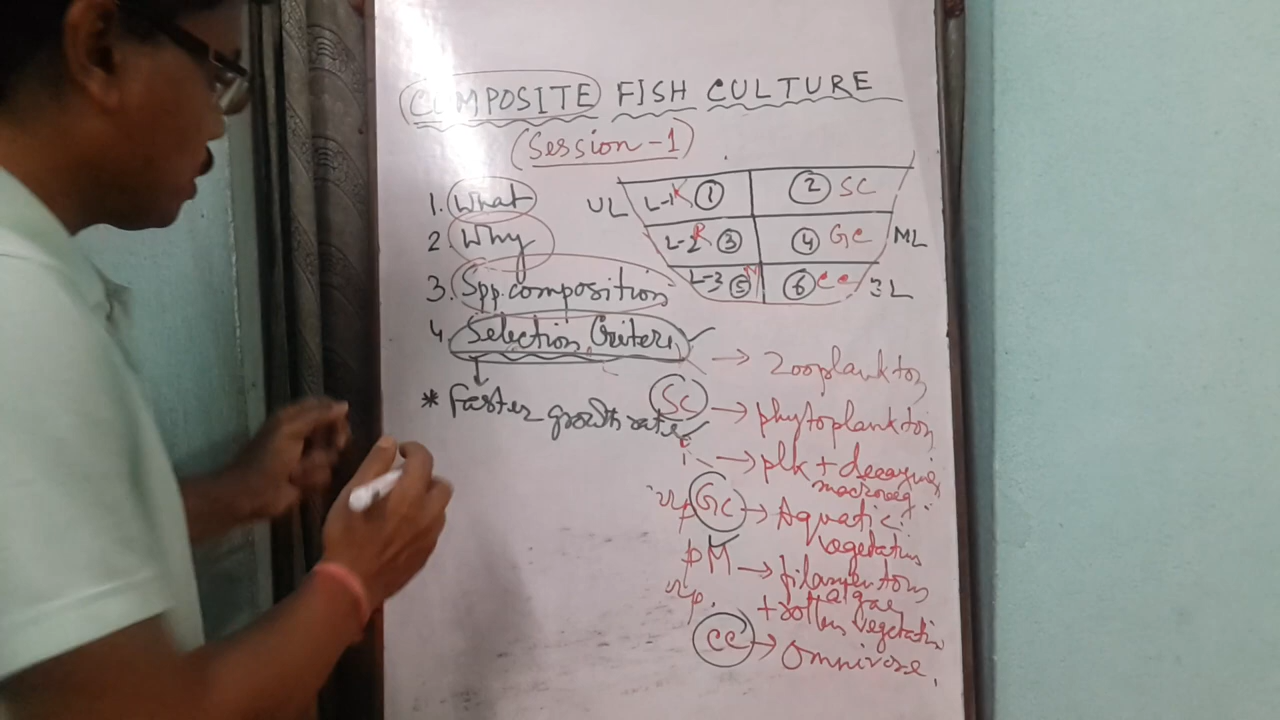 COMPOSITE FISH CULTURE
(Session-1)
1. What
2. Why
3. Spp. composition
4. Selection Criteri
* Faster growth rate
UL L-1 K ① ② SC
L-2 R ③ ④ GC ML
L-3 ⑤ ⑥ CC BL
→ Zooplankton
SC → phytoplankton
→ plk + decaying
macroveg.
GC → Aquatic
vegetation
→ filamentous
algae
+ rotten vegetation
CC → Omnivore.